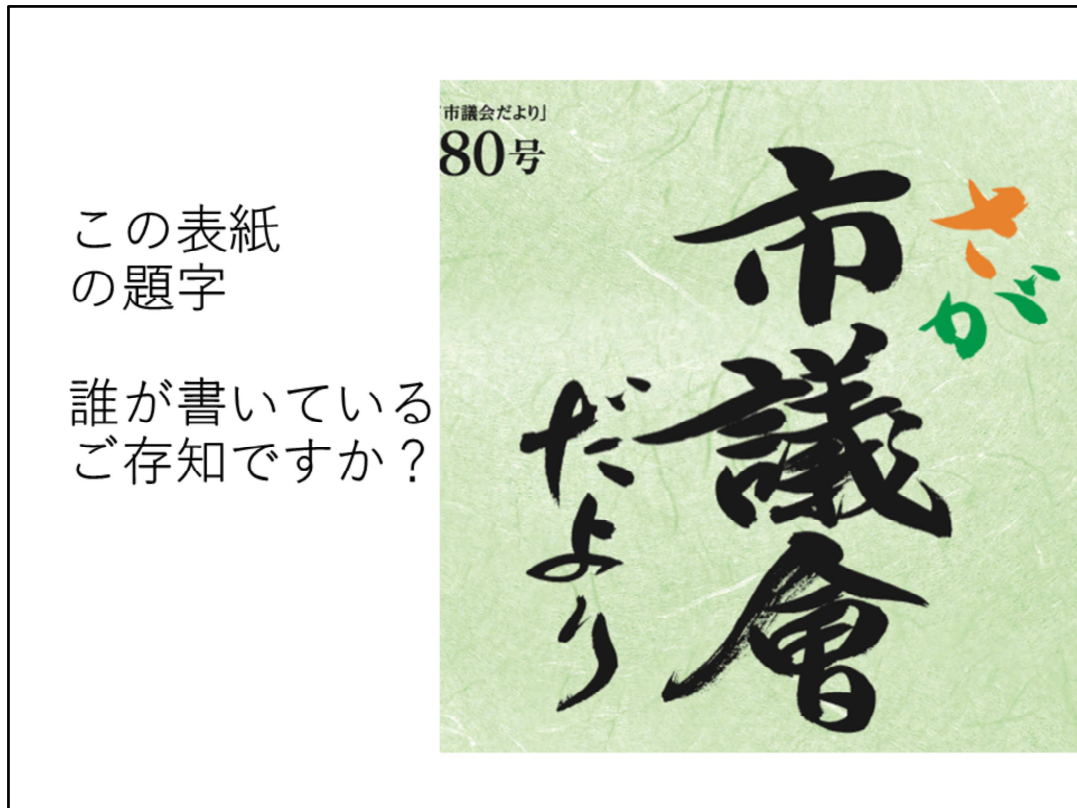 この表紙
の題字
誰が書いている
ご存知ですか？
市議会だより」
80号
さが
市議會
だより